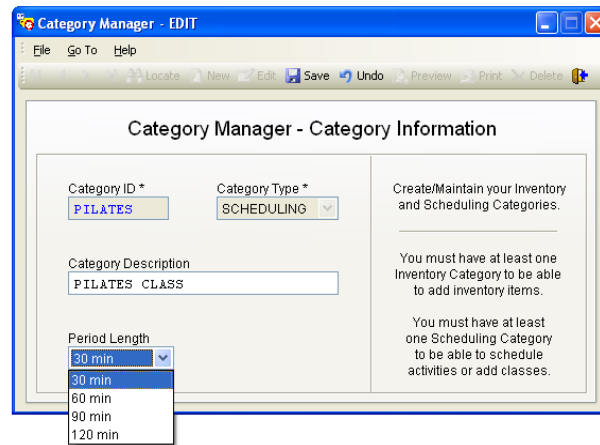 Category Manager - EDIT
File Go To Help
Locate New Edit Save Undo Preview Print Delete
Category Manager - Category Information
Category ID * Category Type *
PILATES SCHEDULING
Category Description
PILATES CLASS
Period Length
30 min
30 min
60 min
90 min
120 min
Create/Maintain your Inventory
and Scheduling Categories.
You must have at least one
Inventory Category to be able
to add inventory items.
You must have at least
one Scheduling Category
to be able to schedule
activities or add classes.